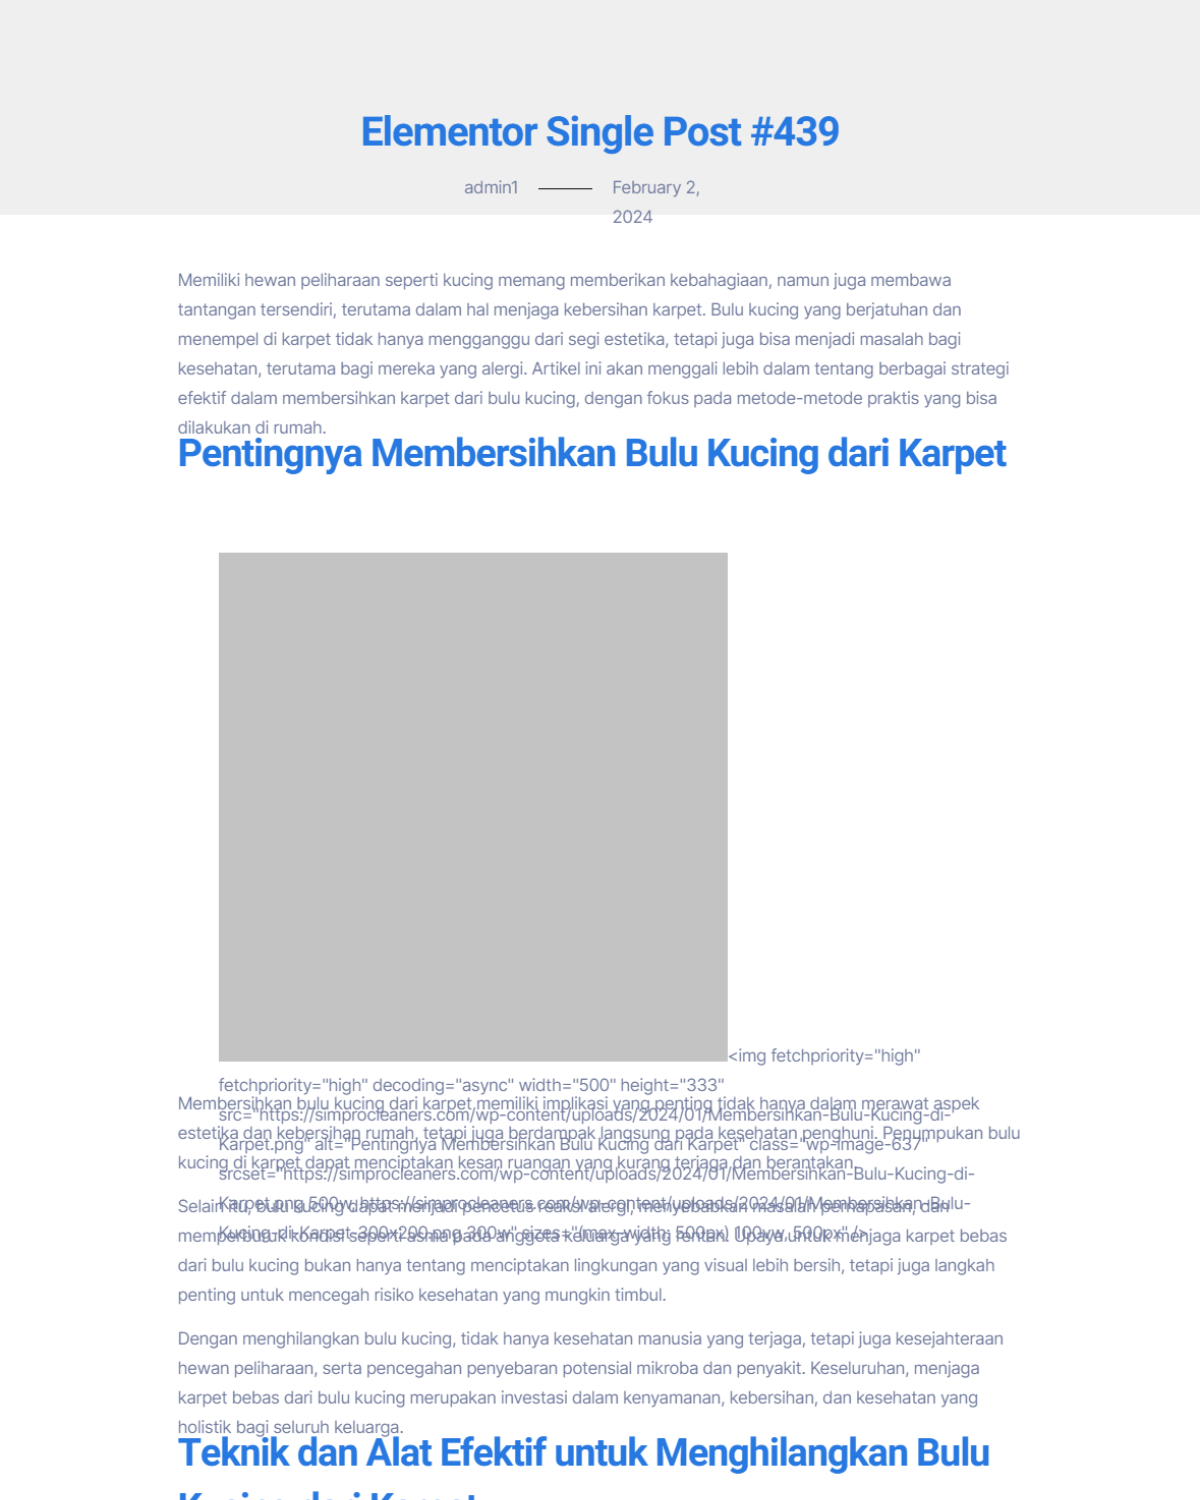 Elementor Single Post #439
admin1
February 2,
2024
Memiliki hewan peliharaan seperti kucing memang memberikan kebahagiaan, namun juga membawa
tantangan tersendiri, terutama dalam hal menjaga kebersihan karpet. Bulu kucing yang berjatuhan dan
menempel di karpet tidak hanya mengganggu dari segi estetika, tetapi juga bisa menjadi masalah bagi
kesehatan, terutama bagi mereka yang alergi. Artikel ini akan menggali lebih dalam tentang berbagai strategi
efektif dalam membersihkan karpet dari bulu kucing, dengan fokus pada metode-metode praktis yang bisa
dilakukan di rumah.
Pentingnya Membersihkan Bulu Kucing dari Karpet
<img fetchpriority="high"
fetchpriority="high" decoding="async" width="500" height="333"
Membersihkan bulu kucing dari karpet memiliki implikasi yang penting tidak hanya dalam merawat aspek
src="https://simprocleaners.com/wp-content/uploads/2024/01/Membersihkan-Bulu-Kucing-di-
estetika dan kebersihan rumah, tetapi juga berdampak langsung pada kesehatan penghuni. Penumpukan bulu
Karpet.png" alt="Pentingnya Membersihkan Bulu Kucing dari Karpet" class="wp-image-637"
kucing di karpet dapat menciptakan kesan ruangan yang kurang terjaga dan berantakan.
srcset="https://simprocleaners.com/wp-content/uploads/2024/01/Membersihkan-Bulu-Kucing-di-
Karpet.png 500w, https://simprocleaners.com/wp-content/uploads/2024/01/Membersihkan-Bulu-
Selain itu, bulu kucing dapat menjadi pencetus reaksi alergi, menyebabkan masalah pernapasan, dan
Kucing-di-Karpet-300x200.png 300w" sizes="(max-width: 500px) 100vw, 500px" />
memperburuk kondisi seperti asma pada anggota keluarga yang rentan. Upaya untuk menjaga karpet bebas
dari bulu kucing bukan hanya tentang menciptakan lingkungan yang visual lebih bersih, tetapi juga langkah
penting untuk mencegah risiko kesehatan yang mungkin timbul.
Dengan menghilangkan bulu kucing, tidak hanya kesehatan manusia yang terjaga, tetapi juga kesejahteraan
hewan peliharaan, serta pencegahan penyebaran potensial mikroba dan penyakit. Keseluruhan, menjaga
karpet bebas dari bulu kucing merupakan investasi dalam kenyamanan, kebersihan, dan kesehatan yang
holistik bagi seluruh keluarga.
Teknik dan Alat Efektif untuk Menghilangkan Bulu
Kucing dari Karpet